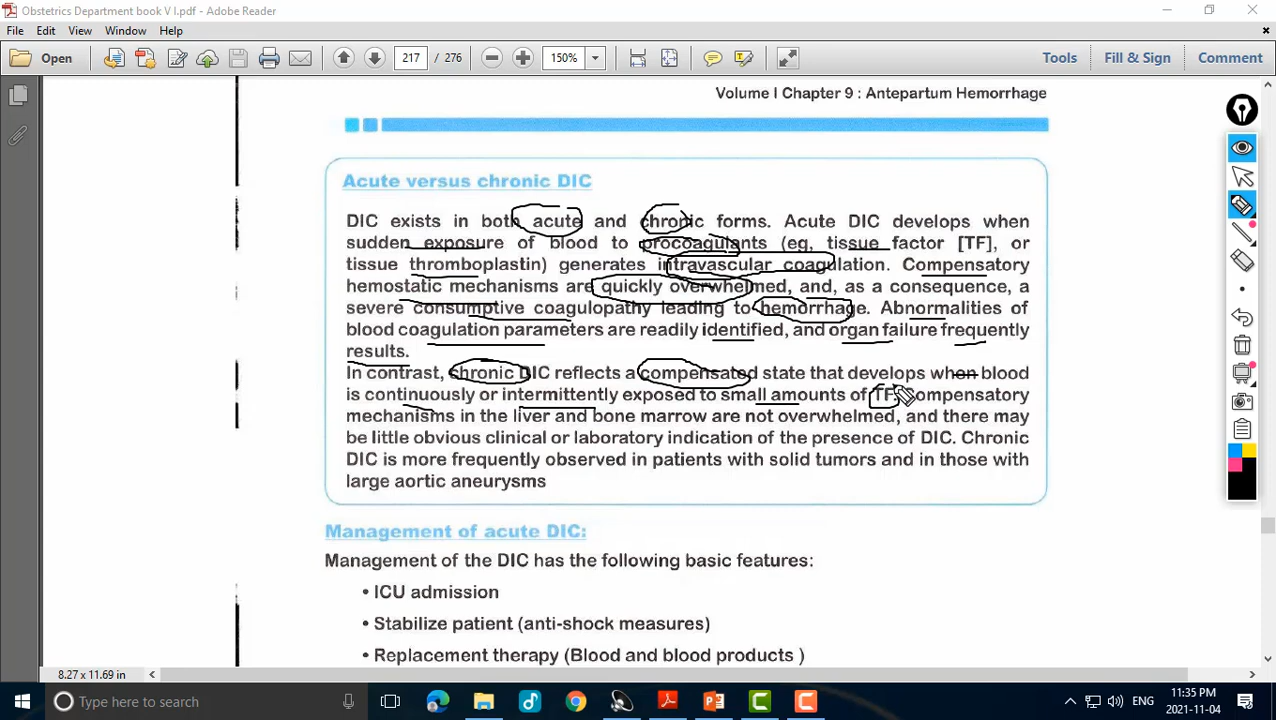 Obstetrics Department book V I.pdf - Adobe Reader
File Edit View Window Help
Open 217 / 276 150% Tools Fill & Sign Comment
Volume I Chapter 9 : Antepartum Hemorrhage
Acute versus chronic DIC
DIC exists in both acute and chronic forms. Acute DIC develops when
sudden exposure of blood to procoagulants (eg, tissue factor [TF], or
tissue thromboplastin) generates intravascular coagulation. Compensatory
hemostatic mechanisms are quickly overwhelmed, and, as a consequence, a
severe consumptive coagulopathy leading to hemorrhage. Abnormalities of
blood coagulation parameters are readily identified, and organ failure frequently
results.
In contrast, chronic DIC reflects a compensated state that develops when blood
is continuously or intermittently exposed to small amounts of TF. Compensatory
mechanisms in the liver and bone marrow are not overwhelmed, and there may
be little obvious clinical or laboratory indication of the presence of DIC. Chronic
DIC is more frequently observed in patients with solid tumors and in those with
large aortic aneurysms
Management of acute DIC:
Management of the DIC has the following basic features:
• ICU admission
• Stabilize patient (anti-shock measures)
• Replacement therapy (Blood and blood products )
8.27 x 11.69 in
Type here to search
ENG
11:35 PM
2021-11-04